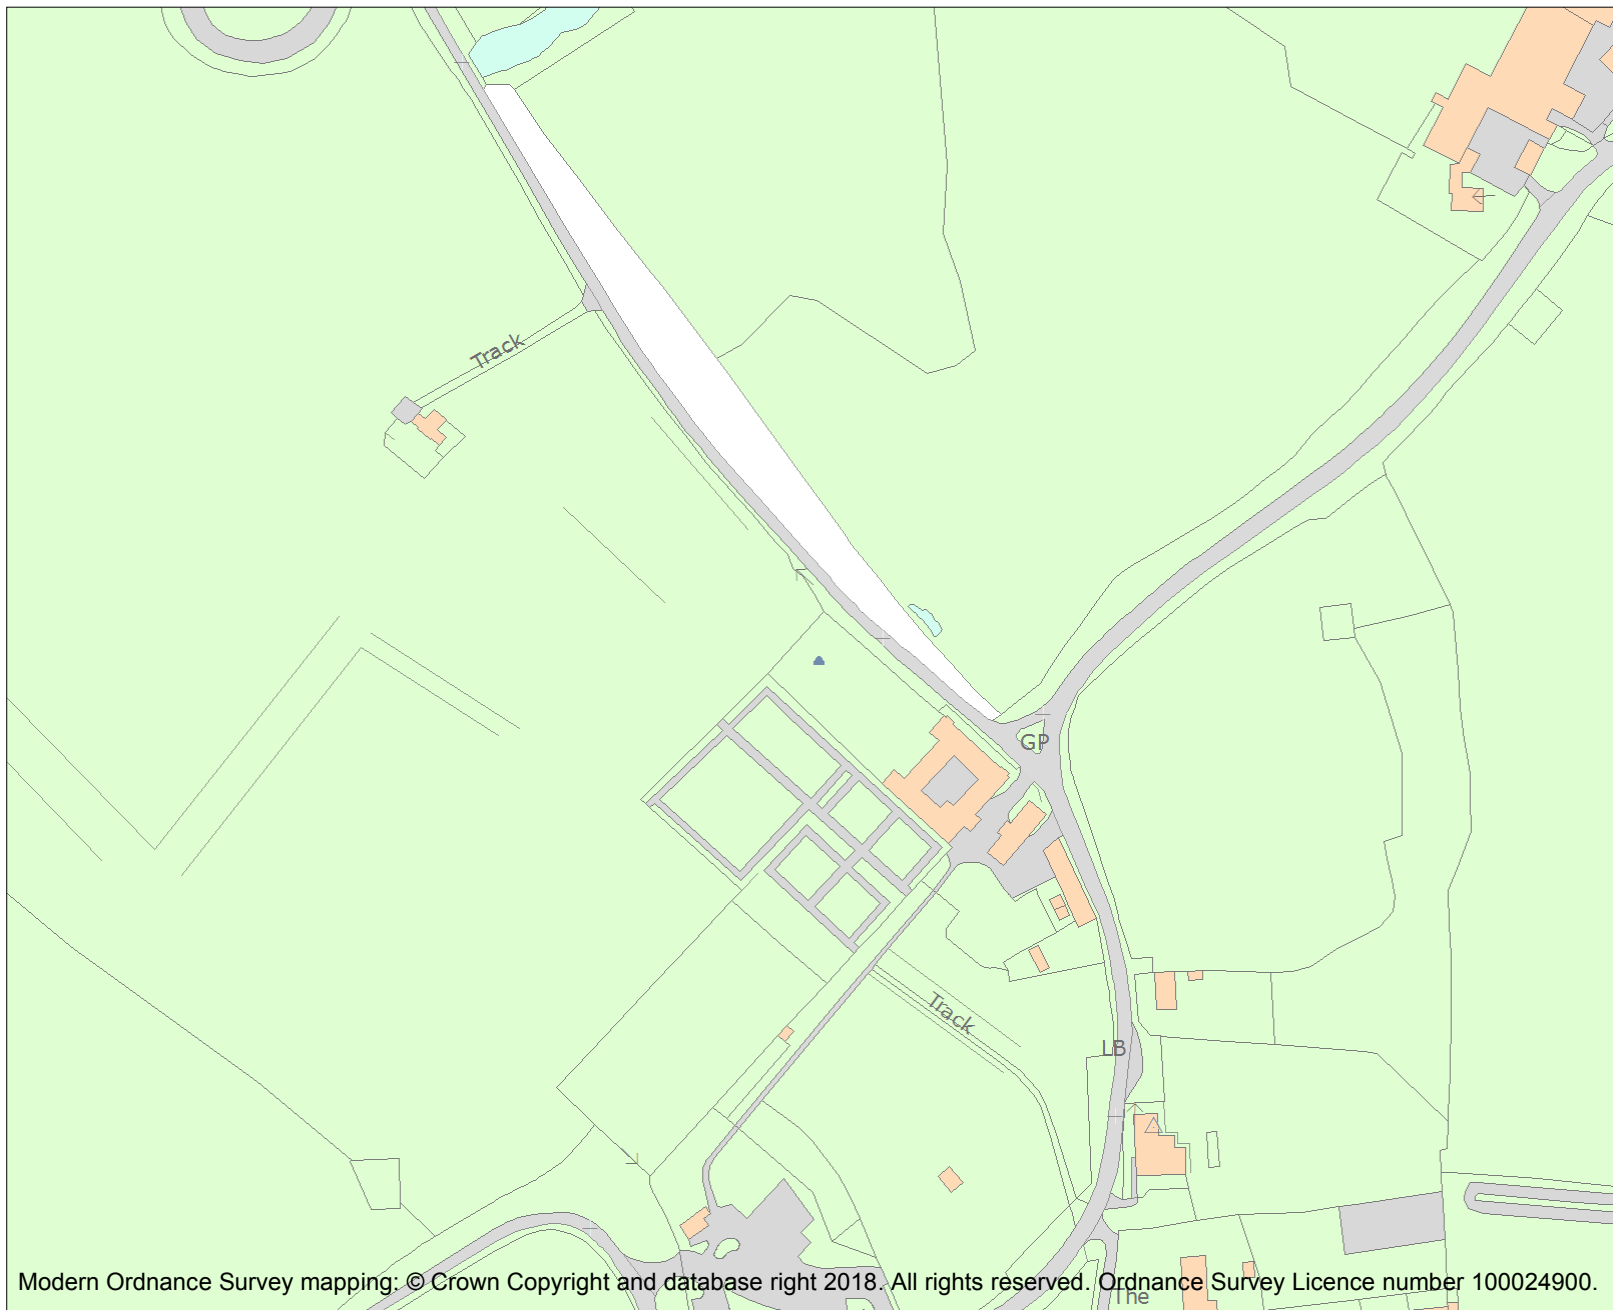 Track
GP
Track
LB
Modern Ordnance Survey mapping: © Crown Copyright and database right 2018. All rights reserved. Ordnance Survey Licence number 100024900.
The